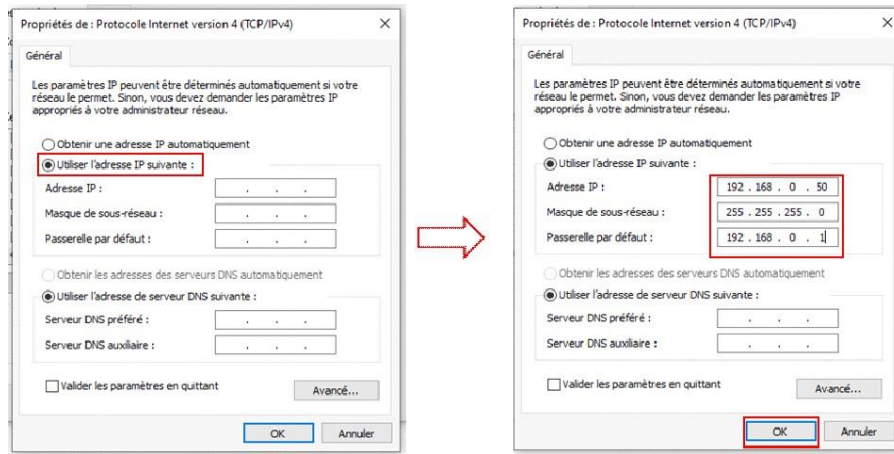 Propriétés de : Protocole Internet version 4 (TCP/IPv4)
Général
Les paramètres IP peuvent être déterminés automatiquement si votre
réseau le permet. Sinon, vous devez demander les paramètres IP
appropriés à votre administrateur réseau.
Obtenir une adresse IP automatiquement
Utiliser l'adresse IP suivante :
Adresse IP :
Masque de sous-réseau :
Passerelle par défaut :
Obtenir les adresses des serveurs DNS automatiquement
Utiliser l'adresse de serveur DNS suivante :
Serveur DNS préféré :
Serveur DNS auxiliaire :
Valider les paramètres en quittant
Avancé...
OK Annuler
Propriétés de : Protocole Internet version 4 (TCP/IPv4)
Général
Les paramètres IP peuvent être déterminés automatiquement si votre
réseau le permet. Sinon, vous devez demander les paramètres IP
appropriés à votre administrateur réseau.
Obtenir une adresse IP automatiquement
Utiliser l'adresse IP suivante :
Adresse IP : 192 . 168 . 0 . 50
Masque de sous-réseau : 255 . 255 . 255 . 0
Passerelle par défaut : 192 . 168 . 0 . 1
Obtenir les adresses des serveurs DNS automatiquement
Utiliser l'adresse de serveur DNS suivante :
Serveur DNS préféré :
Serveur DNS auxiliaire :
Valider les paramètres en quittant
Avancé...
OK Annuler